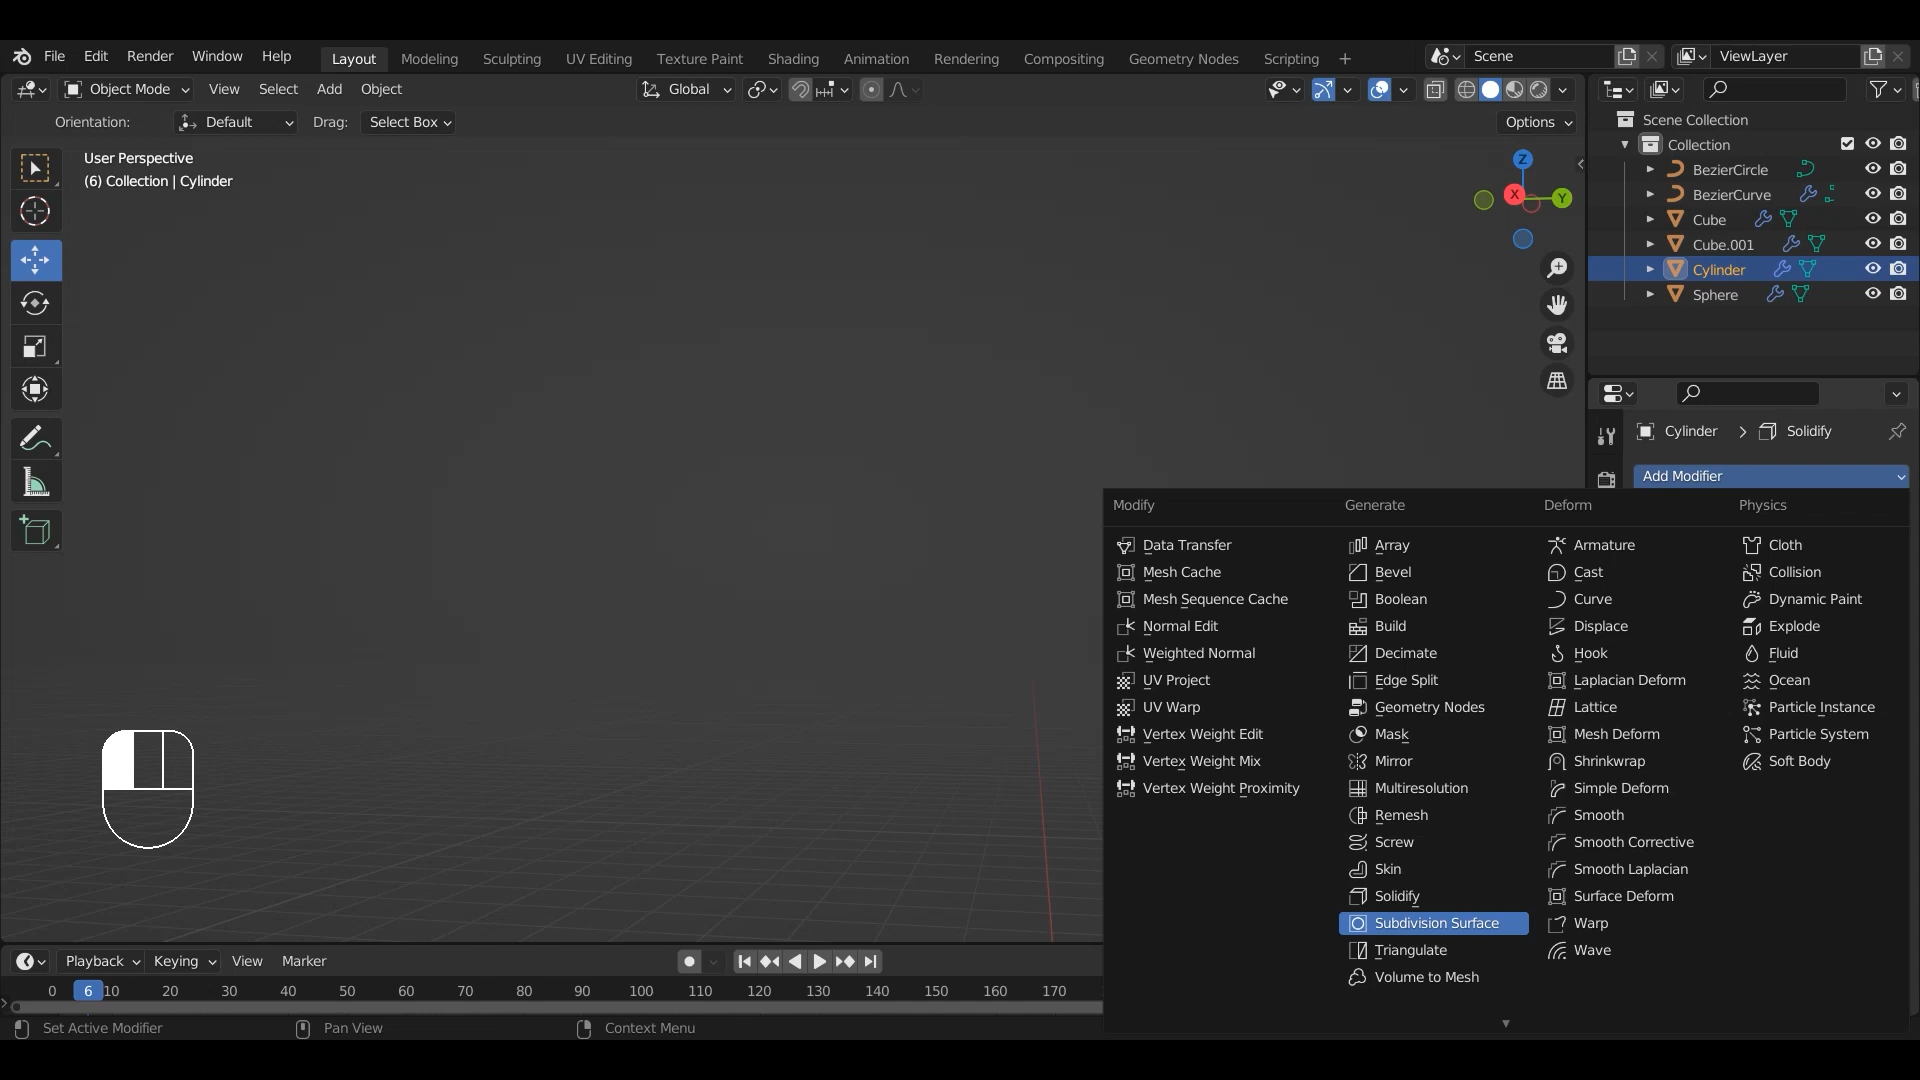 File Edit Render Window Help Layout Modeling Sculpting UV Editing Texture Paint Shading Animation Rendering Compositing Geometry Nodes Scripting + Scene ViewLayer
Object Mode View Select Add Object Global
Orientation: Default Drag: Select Box Options
User Perspective
(6) Collection | Cylinder
Z
X
Y
Scene Collection
Collection
BezierCircle
BezierCurve
Cube
Cube.001
Cylinder
Sphere
Cylinder > Solidify
Add Modifier
Modify Generate Deform Physics
Data Transfer Array Armature Cloth
Mesh Cache Bevel Cast Collision
Mesh Sequence Cache Boolean Curve Dynamic Paint
Normal Edit Build Displace Explode
Weighted Normal Decimate Hook Fluid
UV Project Edge Split Laplacian Deform Ocean
UV Warp Geometry Nodes Lattice Particle Instance
Vertex Weight Edit Mask Mesh Deform Particle System
Vertex Weight Mix Mirror Shrinkwrap Soft Body
Vertex Weight Proximity Multiresolution Simple Deform
Remesh Smooth
Screw Smooth Corrective
Skin Smooth Laplacian
Solidify Surface Deform
Subdivision Surface Warp
Triangulate Wave
Volume to Mesh
Playback Keying View Marker
0 6 10 20 30 40 50 60 70 80 90 100 110 120 130 140 150 160 170
Set Active Modifier Pan View Context Menu